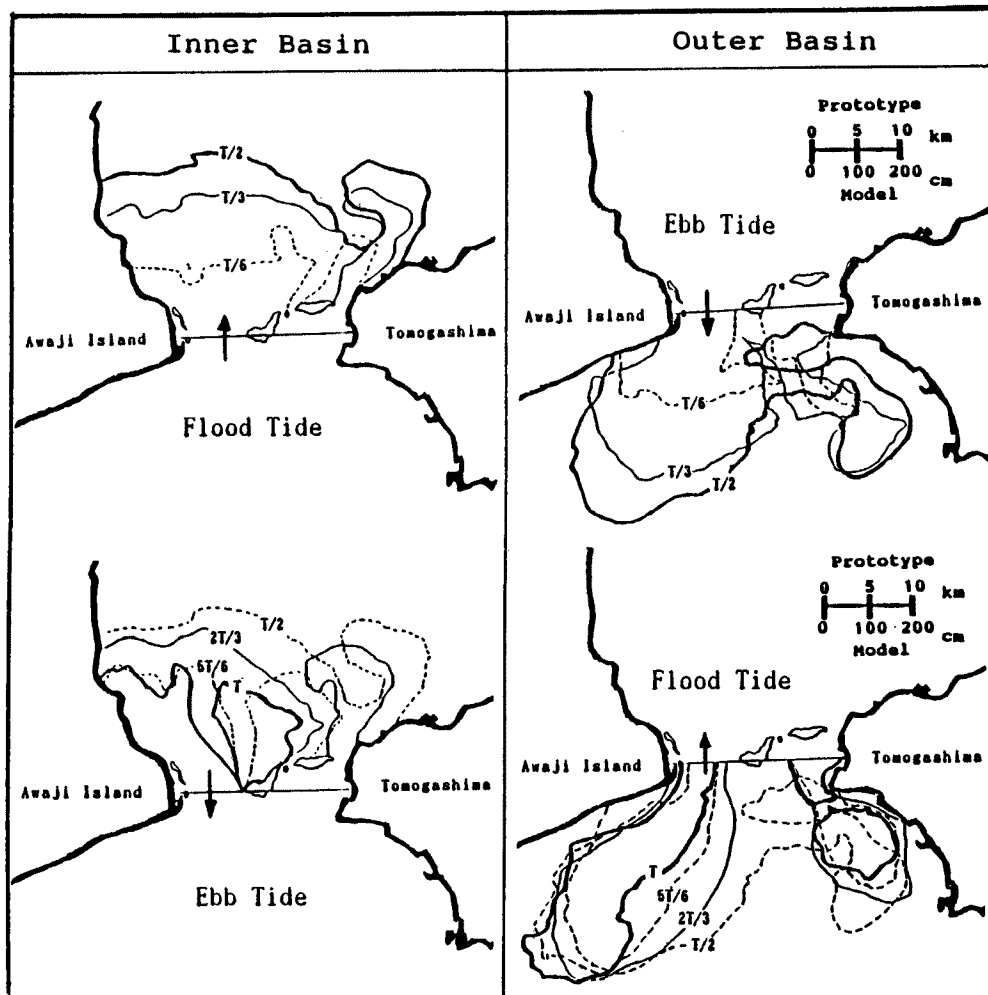 Inner Basin
Outer Basin
T/2
T/3
T/6
Awaji Island
Tomogashima
Flood Tide
Prototype
0 5 10 km
0 100 200 cm
Model
Ebb Tide
Awaji Island
Tomogashima
T/6
T/3
T/2
T/2
2T/3
5T/6
T
Awaji Island
Tomogashima
Ebb Tide
Prototype
0 5 10 km
0 100 200 cm
Model
Flood Tide
Awaji Island
Tomogashima
T
5T/6
2T/3
T/2